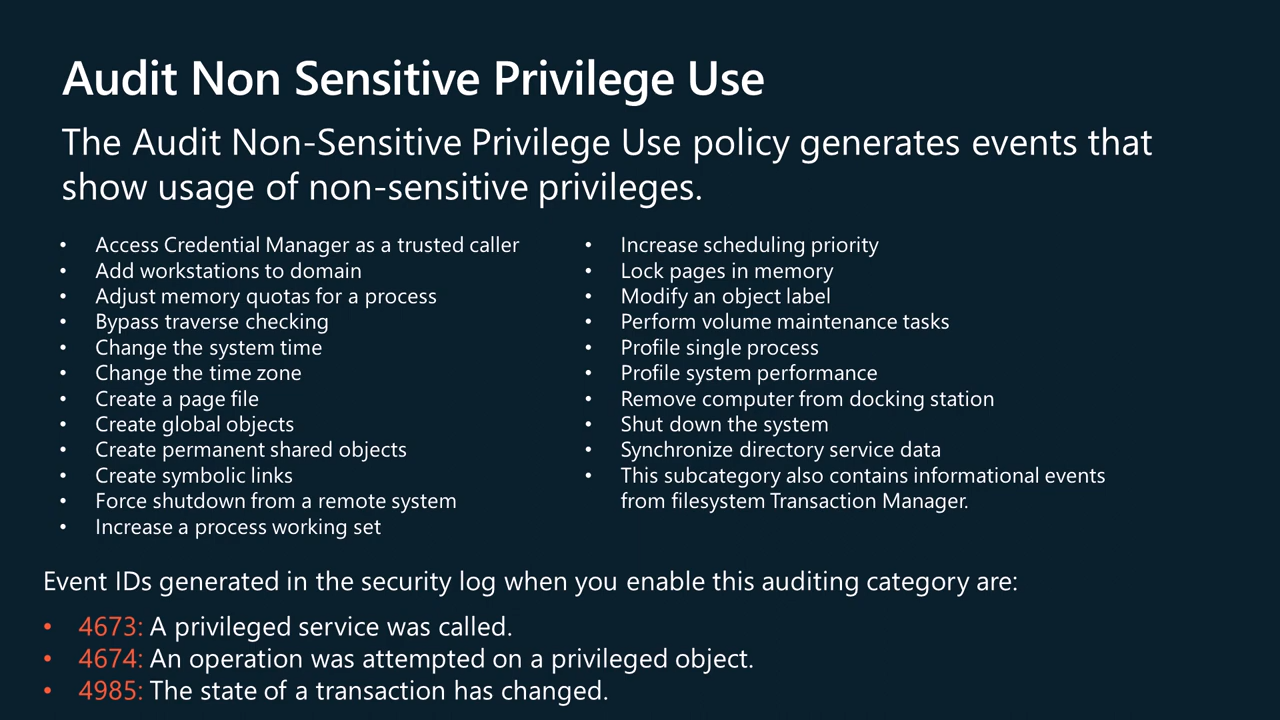 Audit Non Sensitive Privilege Use
The Audit Non-Sensitive Privilege Use policy generates events that
show usage of non-sensitive privileges.
• Access Credential Manager as a trusted caller
• Add workstations to domain
• Adjust memory quotas for a process
• Bypass traverse checking
• Change the system time
• Change the time zone
• Create a page file
• Create global objects
• Create permanent shared objects
• Create symbolic links
• Force shutdown from a remote system
• Increase a process working set
• Increase scheduling priority
• Lock pages in memory
• Modify an object label
• Perform volume maintenance tasks
• Profile single process
• Profile system performance
• Remove computer from docking station
• Shut down the system
• Synchronize directory service data
• This subcategory also contains informational events
from filesystem Transaction Manager.
Event IDs generated in the security log when you enable this auditing category are:
• 4673: A privileged service was called.
• 4674: An operation was attempted on a privileged object.
• 4985: The state of a transaction has changed.